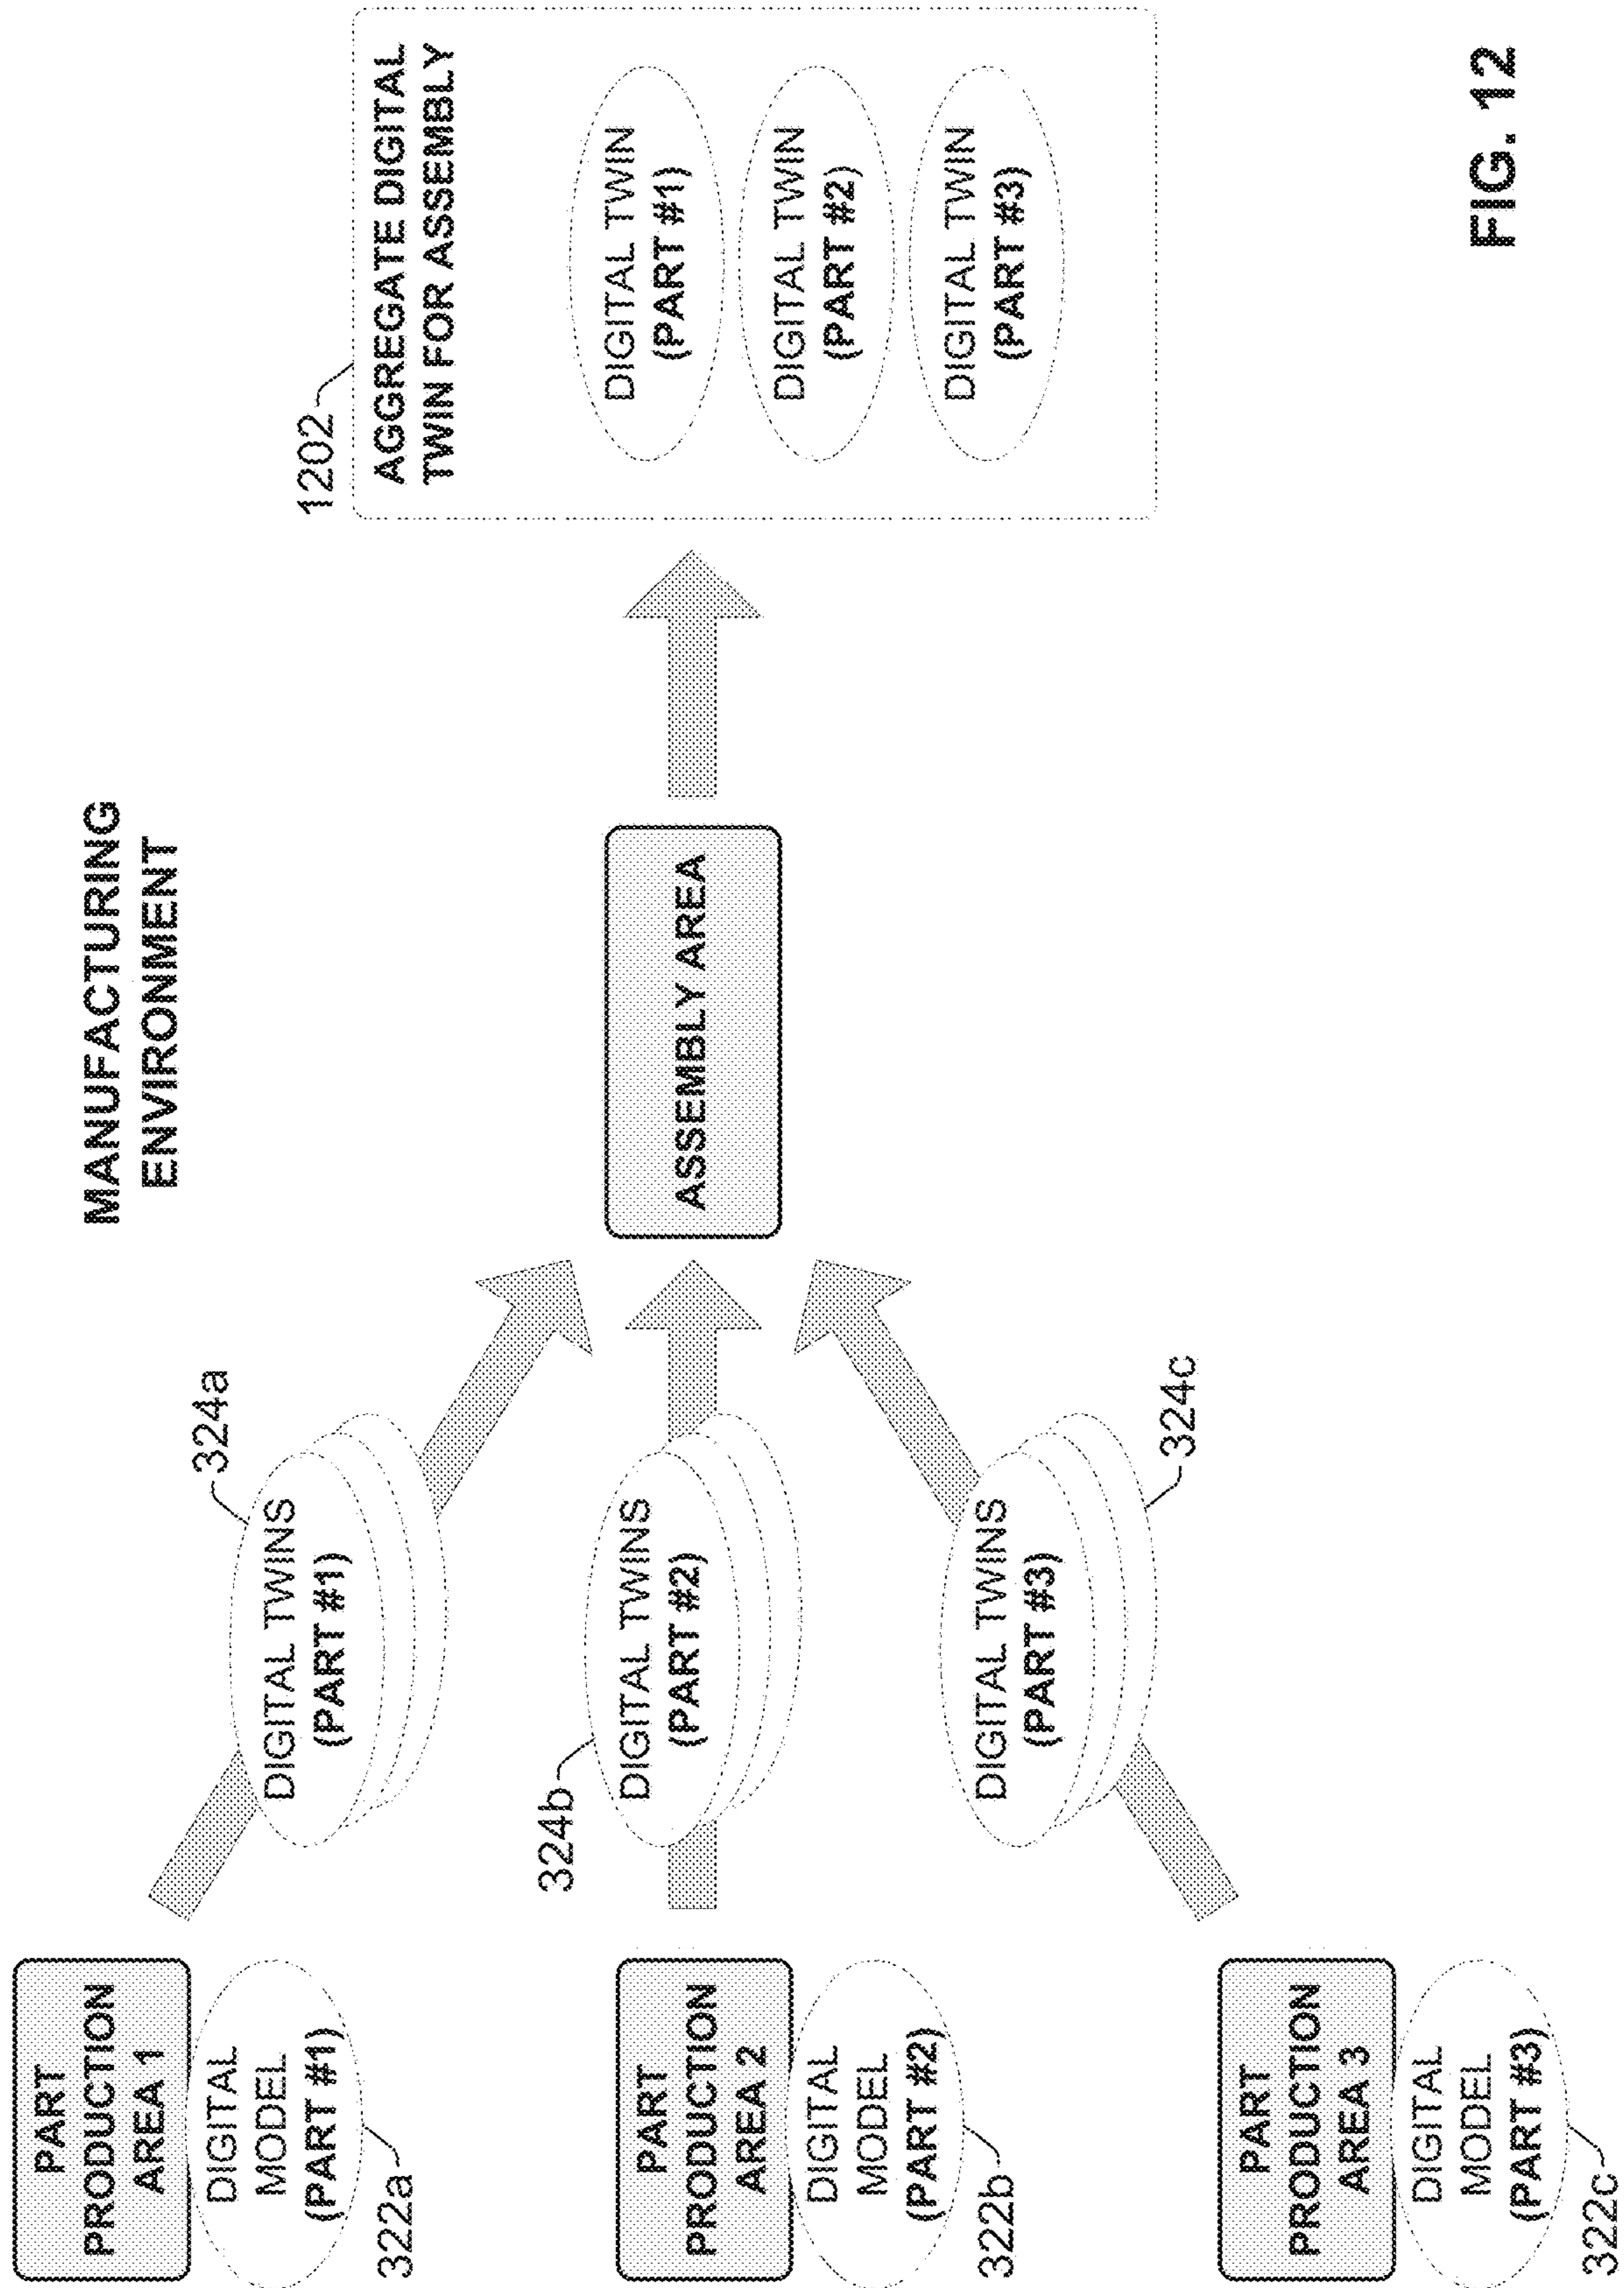 MANUFACTURING
ENVIRONMENT
PART
PRODUCTION
AREA 1
DIGITAL
MODEL
(PART #1)
322a
324a
DIGITAL TWINS
(PART #1)
PART
PRODUCTION
AREA 2
DIGITAL
MODEL
(PART #2)
322b
324b
DIGITAL TWINS
(PART #2)
PART
PRODUCTION
AREA 3
DIGITAL
MODEL
(PART #3)
322c
DIGITAL TWINS
(PART #3)
324c
ASSEMBLY AREA
1202
AGGREGATE DIGITAL
TWIN FOR ASSEMBLY
DIGITAL TWIN
(PART #1)
DIGITAL TWIN
(PART #2)
DIGITAL TWIN
(PART #3)
FIG. 12